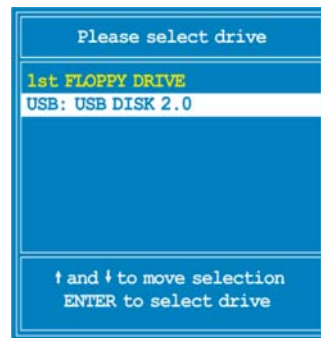 Please select drive
1st FLOPPY DRIVE
USB: USB DISK 2.0
↑ and ↓ to move selection
ENTER to select drive